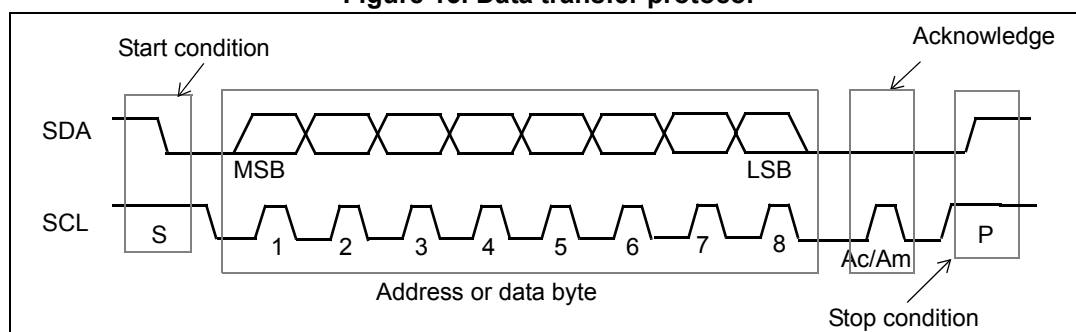 Figure 16. Data transfer protocol
Start condition
Acknowledge
SDA
MSB
LSB
SCL
S
1
2
3
4
5
6
7
8
Ac/Am
P
Address or data byte
Stop condition